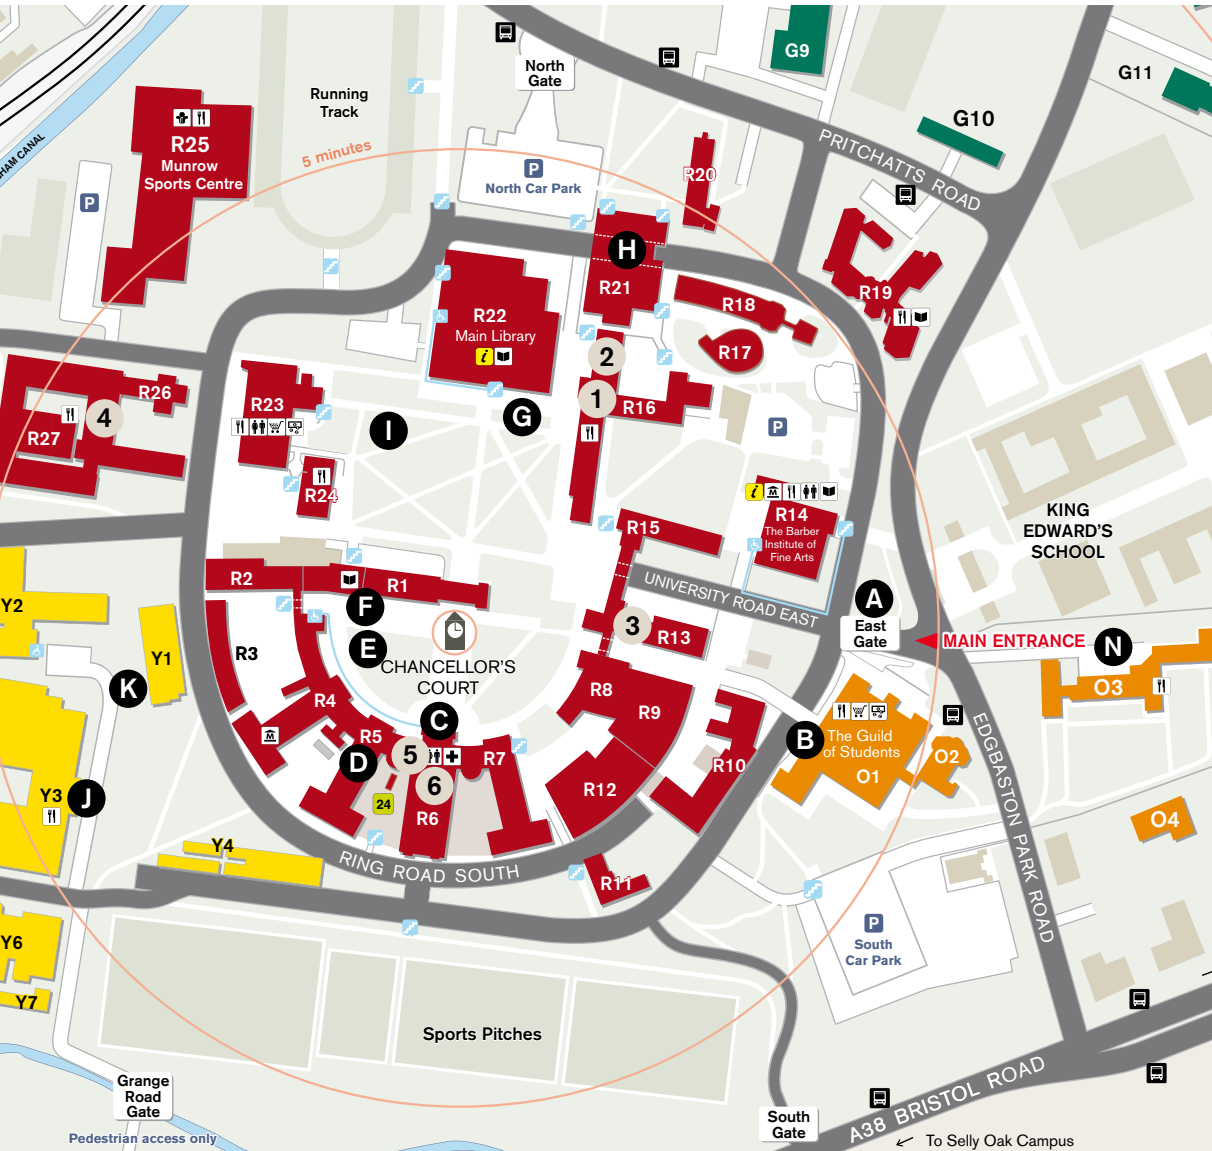 G9
G11
North
Gate
Running
Track
G10
HAM CANAL
R25
Munrow
Sports Centre
5 minutes
PRITCHATTS ROAD
P
North Car Park
R20
P
H
R21
R19
R22
Main Library
i
R18
R17
2
1
R16
R26
4
R27
R23
I
G
P
R24
i
R14
The Barber
Institute of
Fine Arts
KING
EDWARD'S
SCHOOL
R15
R2
R1
UNIVERSITY ROAD EAST
Y2
F
A
East
Gate
3
R13
MAIN ENTRANCE
N
Y1
R3
E
CHANCELLOR'S
COURT
K
R4
R8
R9
O3
C
R5
B
The Guild
of Students
O1
O2
D
5
R7
R10
6
24
R6
R12
Y3
J
O4
Y4
RING ROAD SOUTH
R11
EDGBASTON PARK ROAD
P
South
Car Park
Y6
Y7
Sports Pitches
Grange
Road
Gate
South
Gate
A38 BRISTOL ROAD
Pedestrian access only
To Selly Oak Campus